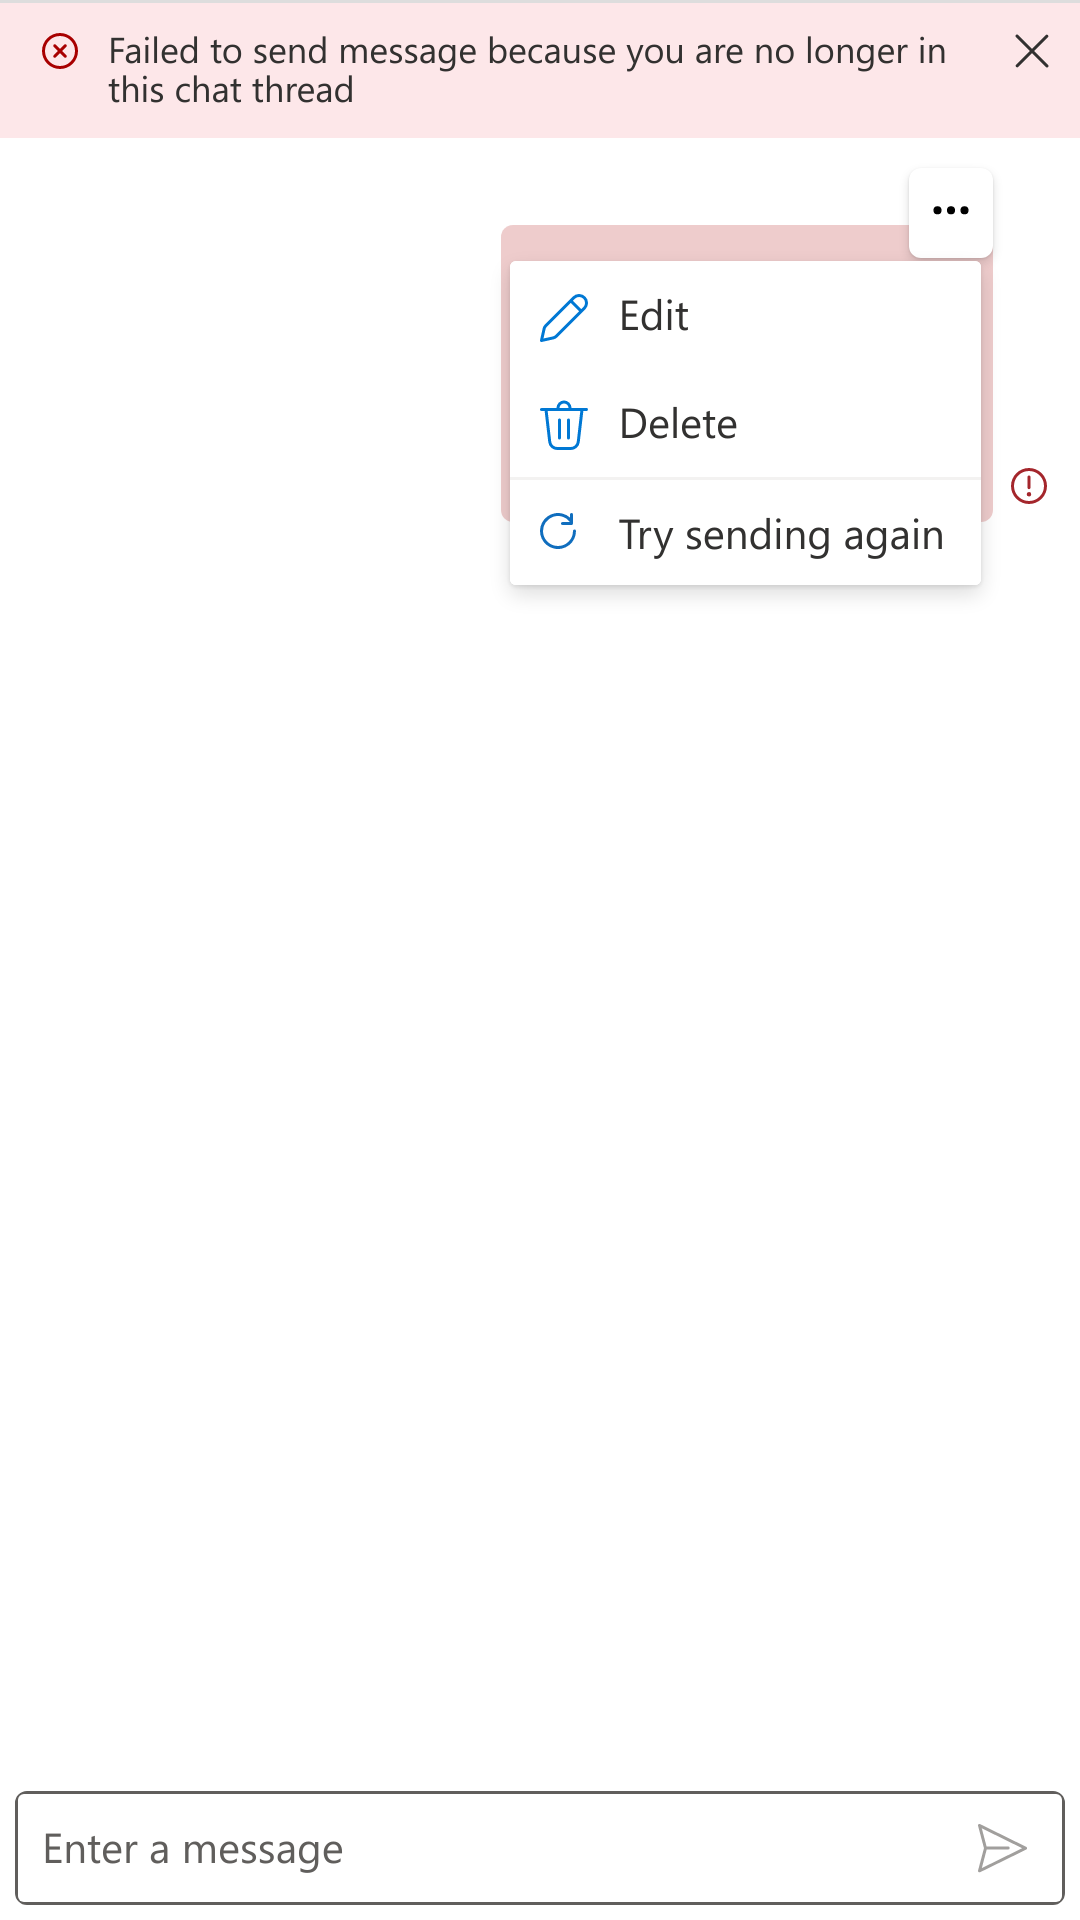 Failed to send message because you are no longer in
this chat thread
Edit
Delete
Try sending again
Enter a message